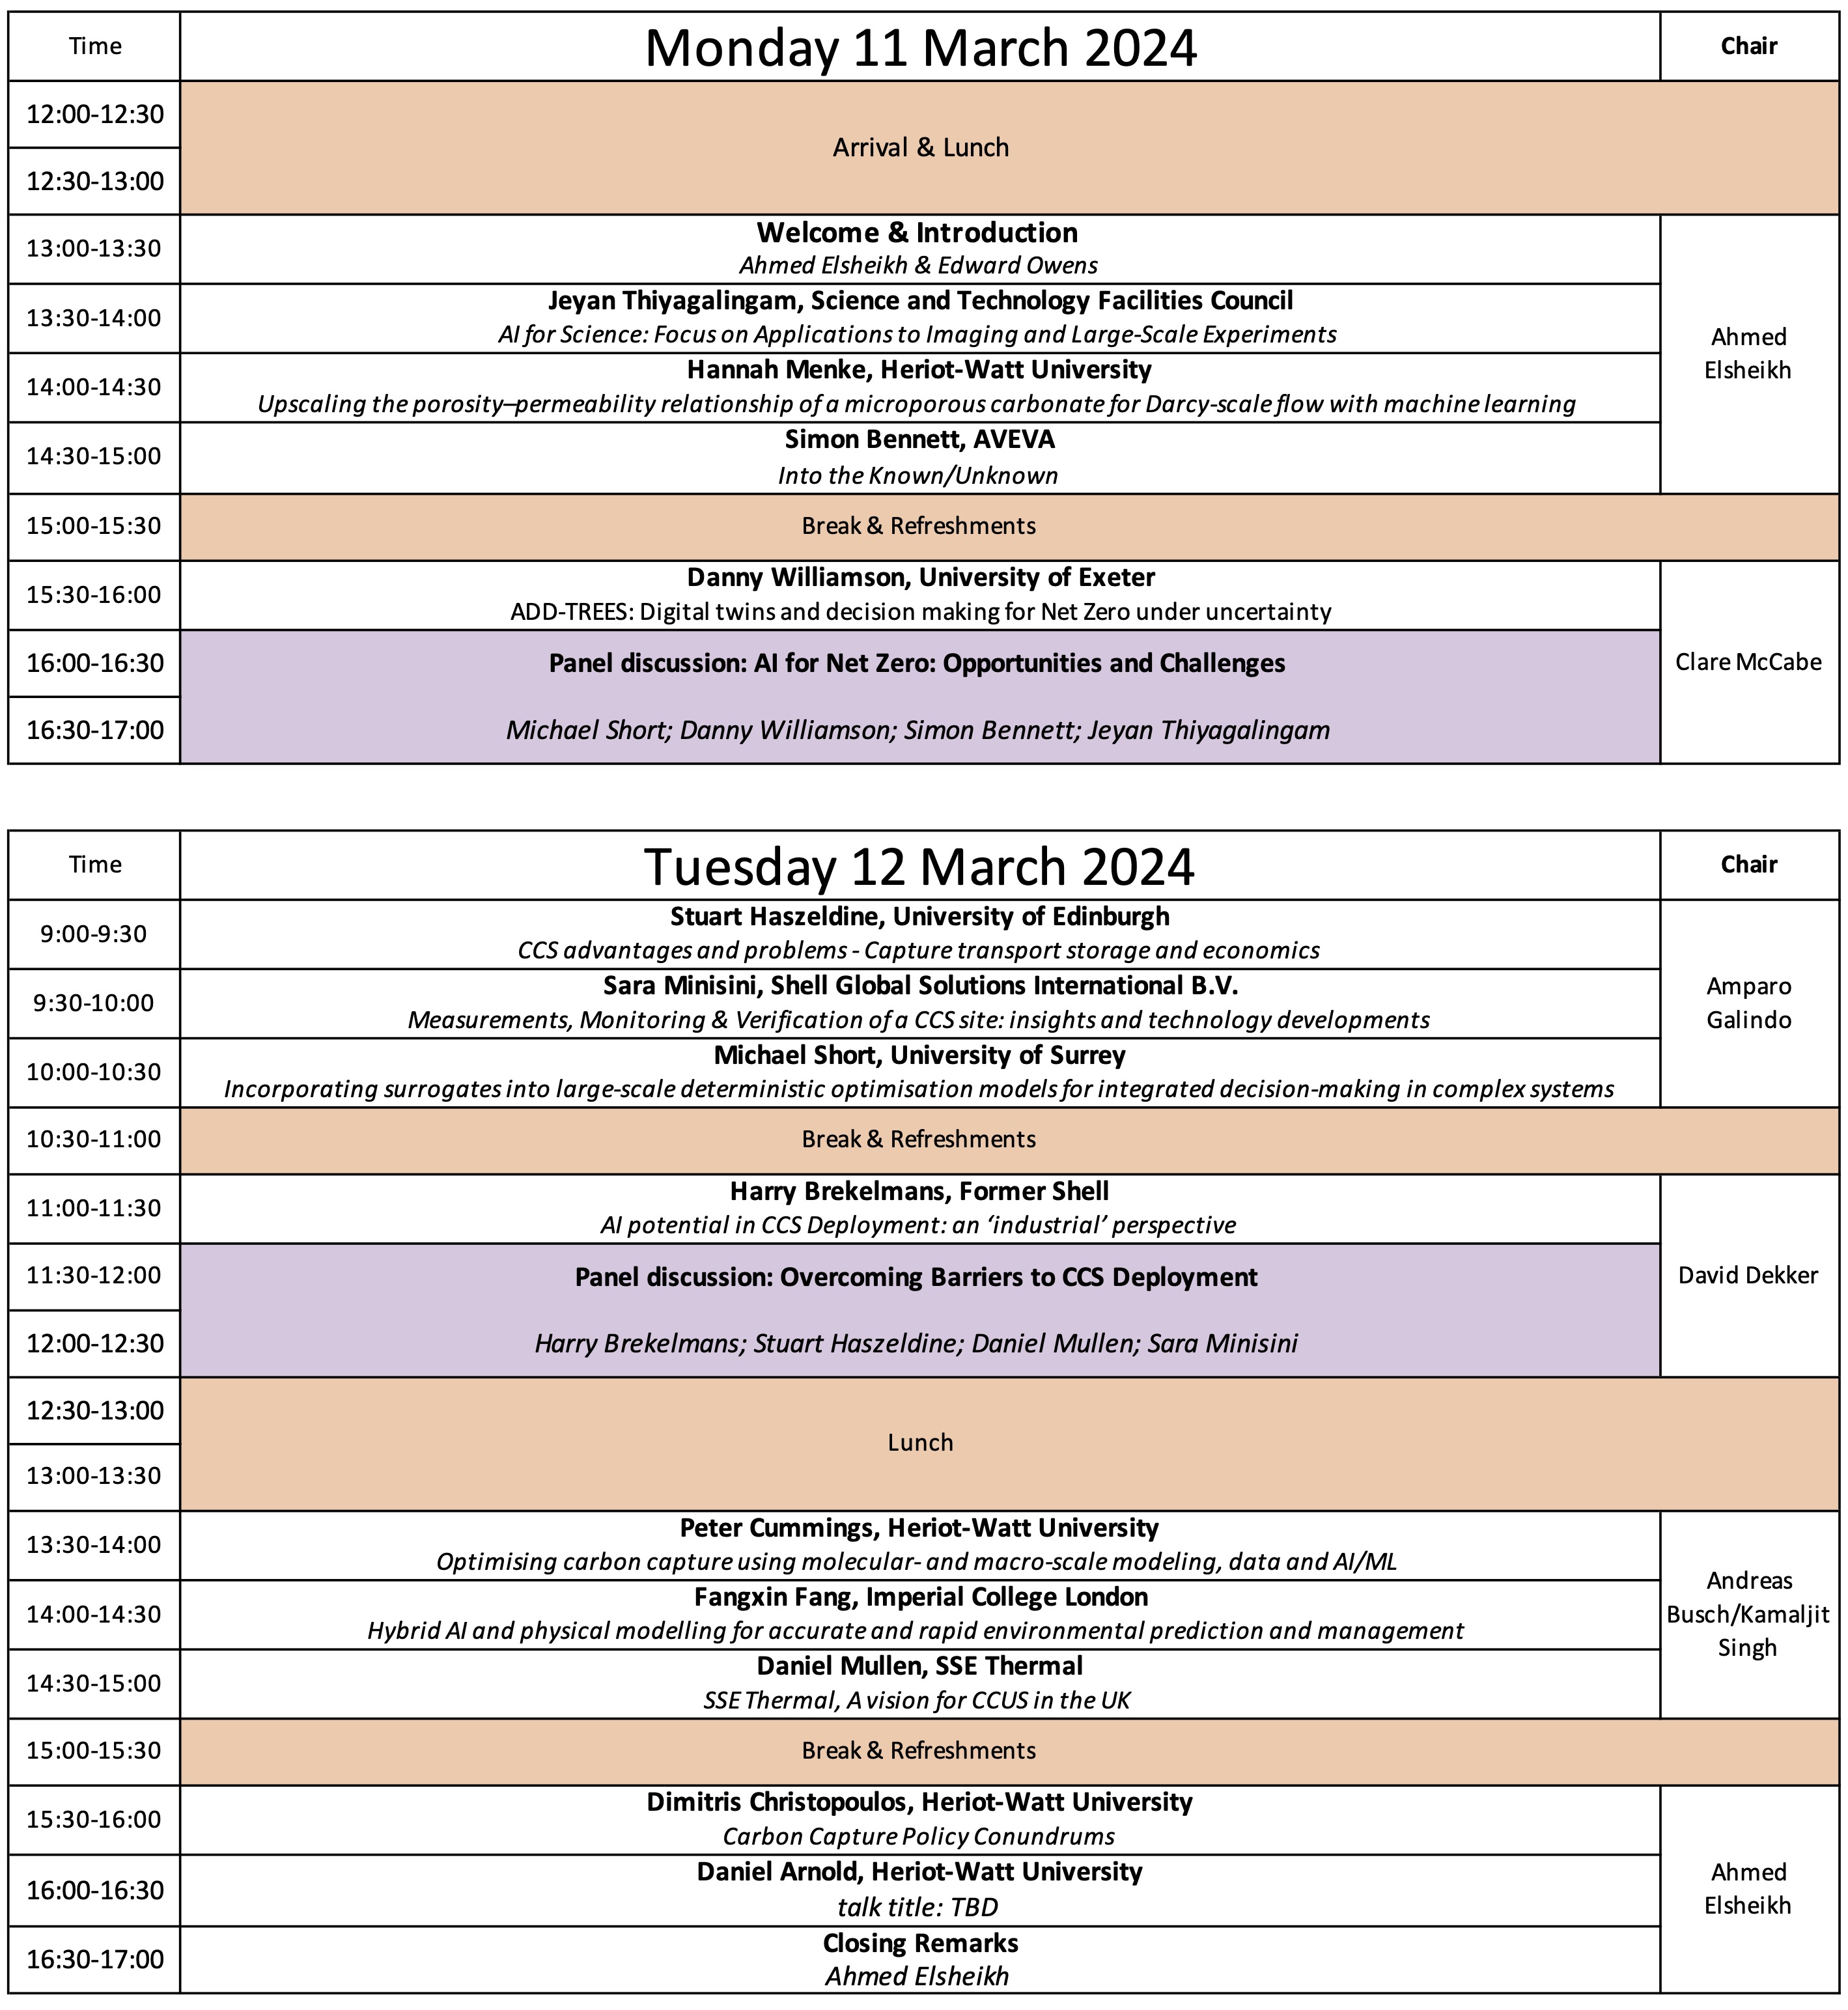 Time
Monday 11 March 2024
Chair
12:00-12:30
Arrival & Lunch
12:30-13:00
13:00-13:30
Welcome & Introduction
Ahmed Elsheikh & Edward Owens
Ahmed
Elsheikh
13:30-14:00
Jeyan Thiyagalingam, Science and Technology Facilities Council
AI for Science: Focus on Applications to Imaging and Large-Scale Experiments
14:00-14:30
Hannah Menke, Heriot-Watt University
Upscaling the porosity–permeability relationship of a microporous carbonate for Darcy-scale flow with machine learning
14:30-15:00
Simon Bennett, AVEVA
Into the Known/Unknown
15:00-15:30
Break & Refreshments
15:30-16:00
Danny Williamson, University of Exeter
ADD-TREES: Digital twins and decision making for Net Zero under uncertainty
Clare McCabe
16:00-16:30
Panel discussion: AI for Net Zero: Opportunities and Challenges
16:30-17:00
Michael Short; Danny Williamson; Simon Bennett; Jeyan Thiyagalingam
Time
Tuesday 12 March 2024
Chair
9:00-9:30
Stuart Haszeldine, University of Edinburgh
CCS advantages and problems - Capture transport storage and economics
Amparo
Galindo
9:30-10:00
Sara Minisini, Shell Global Solutions International B.V.
Measurements, Monitoring & Verification of a CCS site: insights and technology developments
10:00-10:30
Michael Short, University of Surrey
Incorporating surrogates into large-scale deterministic optimisation models for integrated decision-making in complex systems
10:30-11:00
Break & Refreshments
11:00-11:30
Harry Brekelmans, Former Shell
AI potential in CCS Deployment: an ‘industrial’ perspective
David Dekker
11:30-12:00
Panel discussion: Overcoming Barriers to CCS Deployment
12:00-12:30
Harry Brekelmans; Stuart Haszeldine; Daniel Mullen; Sara Minisini
12:30-13:00
Lunch
13:00-13:30
13:30-14:00
Peter Cummings, Heriot-Watt University
Optimising carbon capture using molecular- and macro-scale modeling, data and AI/ML
Andreas
Busch/Kamaljit
Singh
14:00-14:30
Fangxin Fang, Imperial College London
Hybrid AI and physical modelling for accurate and rapid environmental prediction and management
14:30-15:00
Daniel Mullen, SSE Thermal
SSE Thermal, A vision for CCUS in the UK
15:00-15:30
Break & Refreshments
15:30-16:00
Dimitris Christopoulos, Heriot-Watt University
Carbon Capture Policy Conundrums
Ahmed
Elsheikh
16:00-16:30
Daniel Arnold, Heriot-Watt University
talk title: TBD
16:30-17:00
Closing Remarks
Ahmed Elsheikh